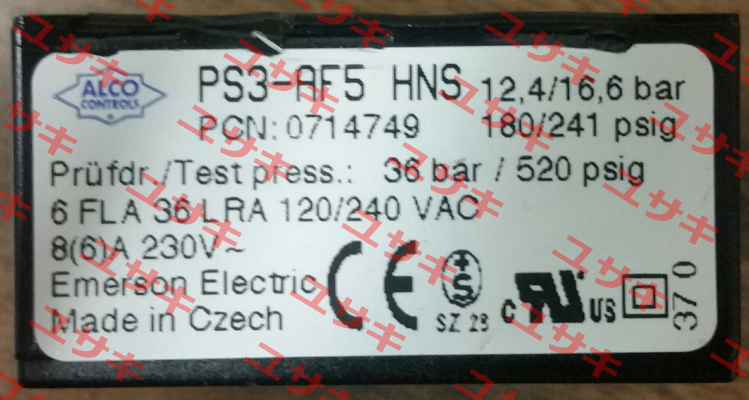 ALCO
CONTROLS
PS3-AF5 HNS 12,4/16,6 bar
PCN: 0714749 180/241 psig
Prüfdr./Test press.: 36 bar / 520 psig
6 FLA 36 LRA 120/240 VAC
8(6)A 230V~
Emerson Electric
Made in Czech
CE
+S
SZ 28
C UR US
370
ユサキ